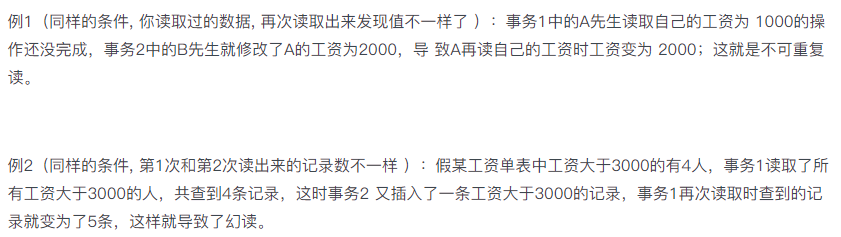 例1（同样的条件, 你读取过的数据, 再次读取出来发现值不一样了 ）：事务1中的A先生读取自己的工资为 1000的操
作还没完成，事务2中的B先生就修改了A的工资为2000，导 致A再读自己的工资时工资变为 2000；这就是不可重复
读。
例2（同样的条件, 第1次和第2次读出来的记录数不一样 ）：假某工资单表中工资大于3000的有4人，事务1读取了所
有工资大于3000的人，共查到4条记录，这时事务2 又插入了一条工资大于3000的记录，事务1再次读取时查到的记
录就变为了5条，这样就导致了幻读。